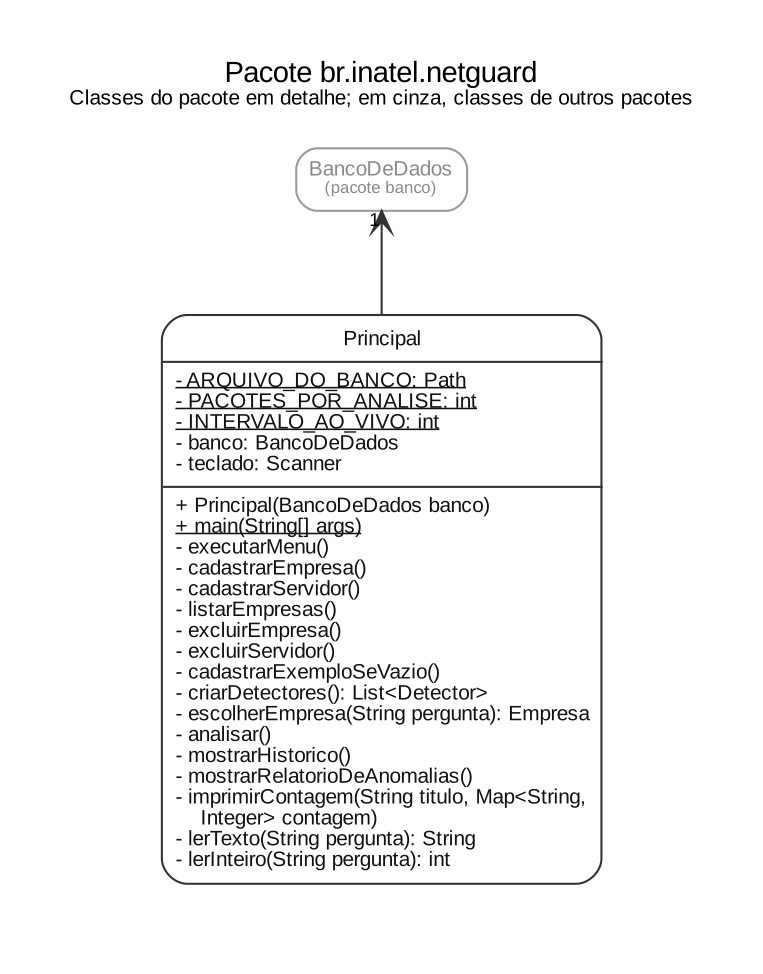 Pacote br.inatel.netguard
Classes do pacote em detalhe; em cinza, classes de outros pacotes
BancoDeDados
(pacote banco)
1
Principal
- ARQUIVO_DO_BANCO: Path
- PACOTES_POR_ANALISE: int
- INTERVALO_AO_VIVO: int
- banco: BancoDeDados
- teclado: Scanner
+ Principal(BancoDeDados banco)
+ main(String[] args)
- executarMenu()
- cadastrarEmpresa()
- cadastrarServidor()
- listarEmpresas()
- excluirEmpresa()
- excluirServidor()
- cadastrarExemploSeVazio()
- criarDetectores(): List<Detector>
- escolherEmpresa(String pergunta): Empresa
- analisar()
- mostrarHistorico()
- mostrarRelatorioDeAnomalias()
- imprimirContagem(String titulo, Map<String,
Integer> contagem)
- lerTexto(String pergunta): String
- lerInteiro(String pergunta): int